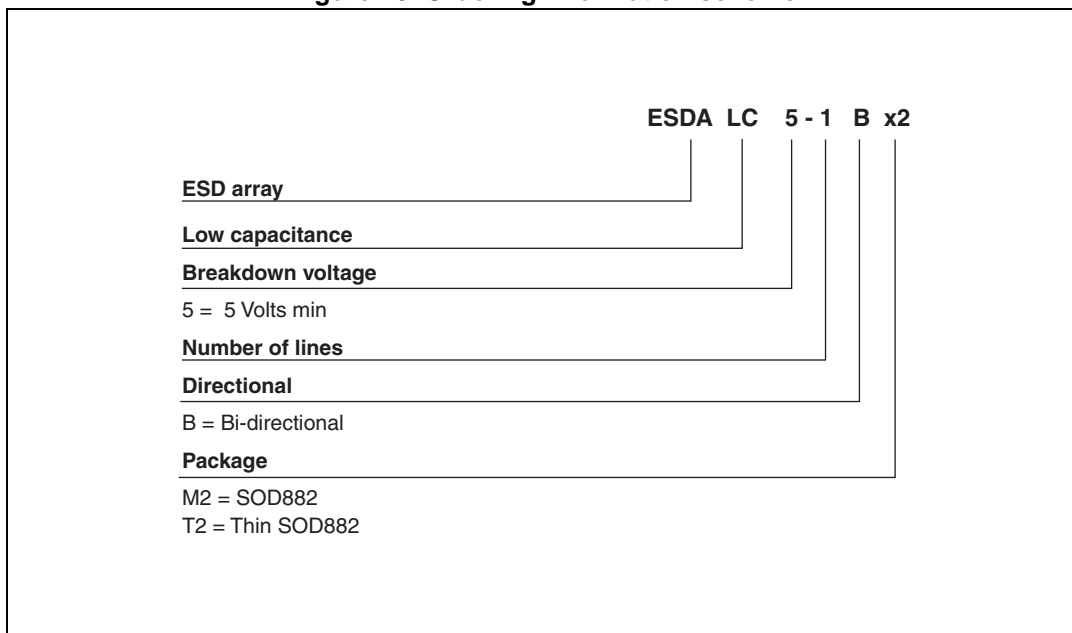 ESDA LC 5 - 1 B x2
ESD array
Low capacitance
Breakdown voltage
5 = 5 Volts min
Number of lines
Directional
B = Bi-directional
Package
M2 = SOD882
T2 = Thin SOD882